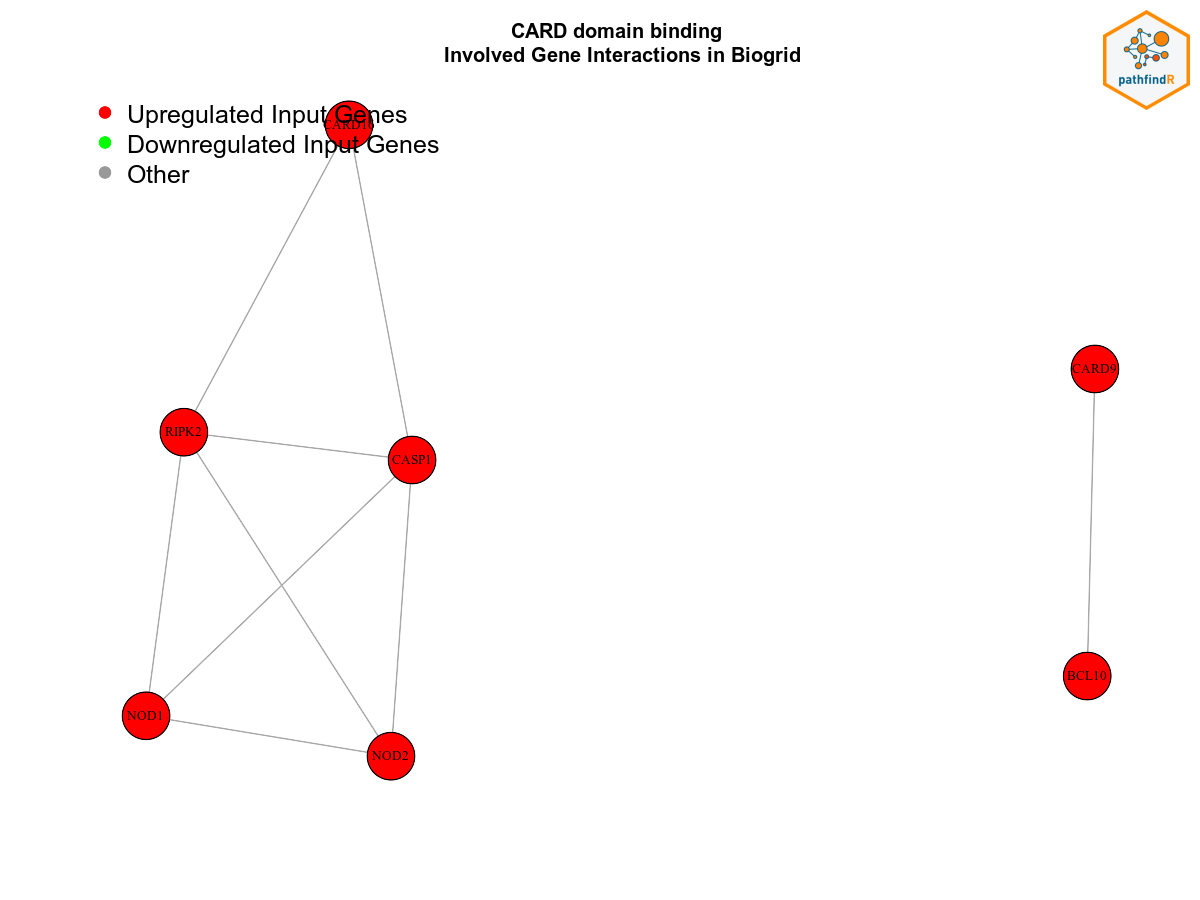 CARD domain binding
Involved Gene Interactions in Biogrid
pathfindR
Upregulated Input Genes
Downregulated Input Genes
Other
CARD9
RIPK2
CASP1
BCL10
NOD1
NOD2